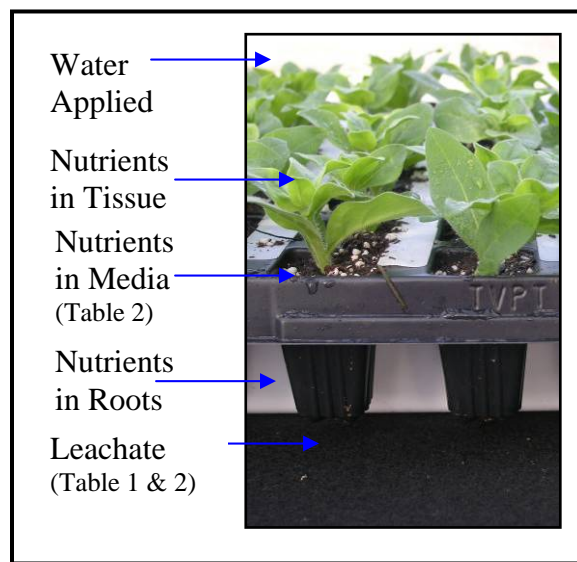 Water
Applied
Nutrients
in Tissue
Nutrients
in Media
(Table 2)
IVPI
Nutrients
in Roots
Leachate
(Table 1 & 2)